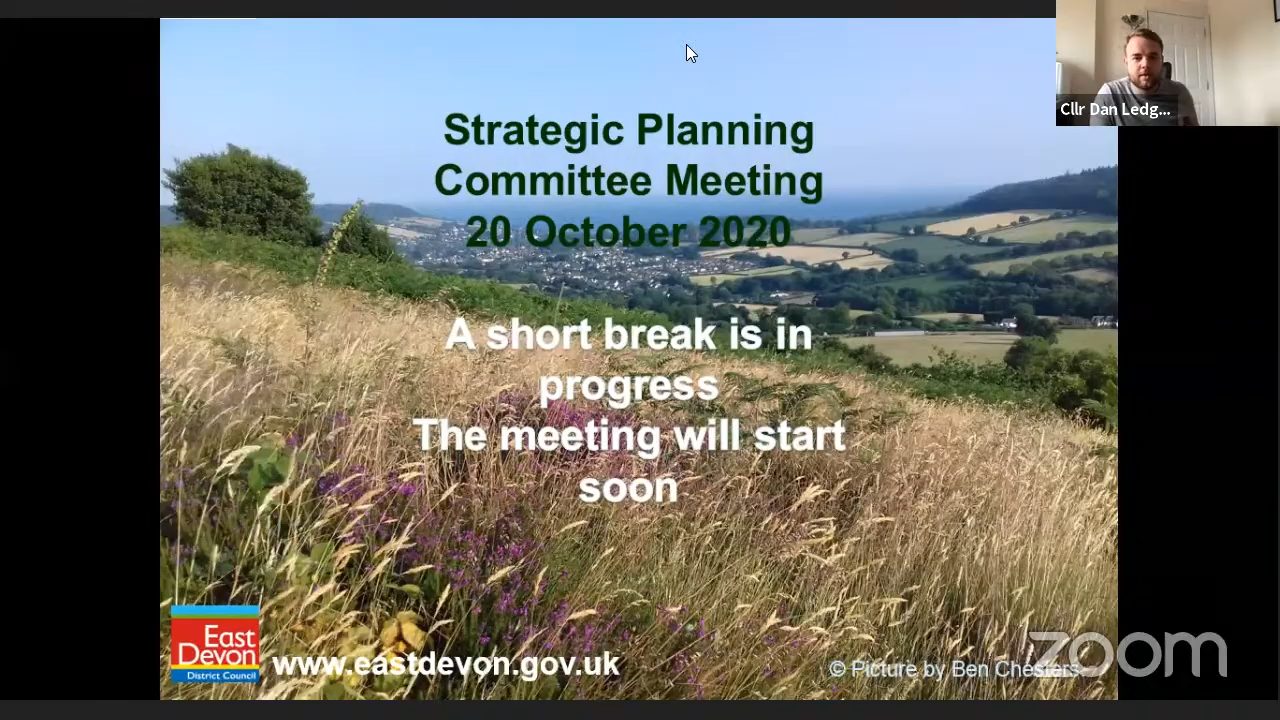 Cllr Dan Ledg...
Strategic Planning
Committee Meeting
20 October 2020
A short break is in
progress
The meeting will start
soon
East
Devon
District Council
www.eastdevon.gov.uk
© Picture by Ben Chesters
zoom